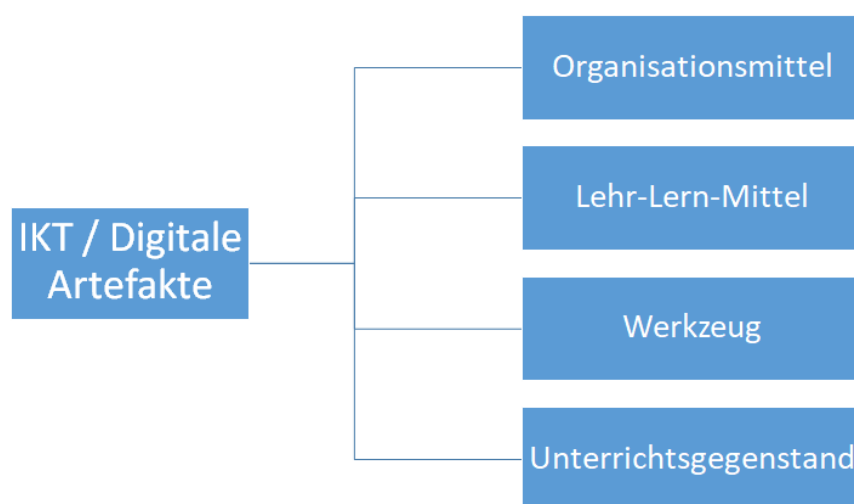 IKT / Digitale
Artefakte
Organisationsmittel
Lehr-Lern-Mittel
Werkzeug
Unterrichtsgegenstand